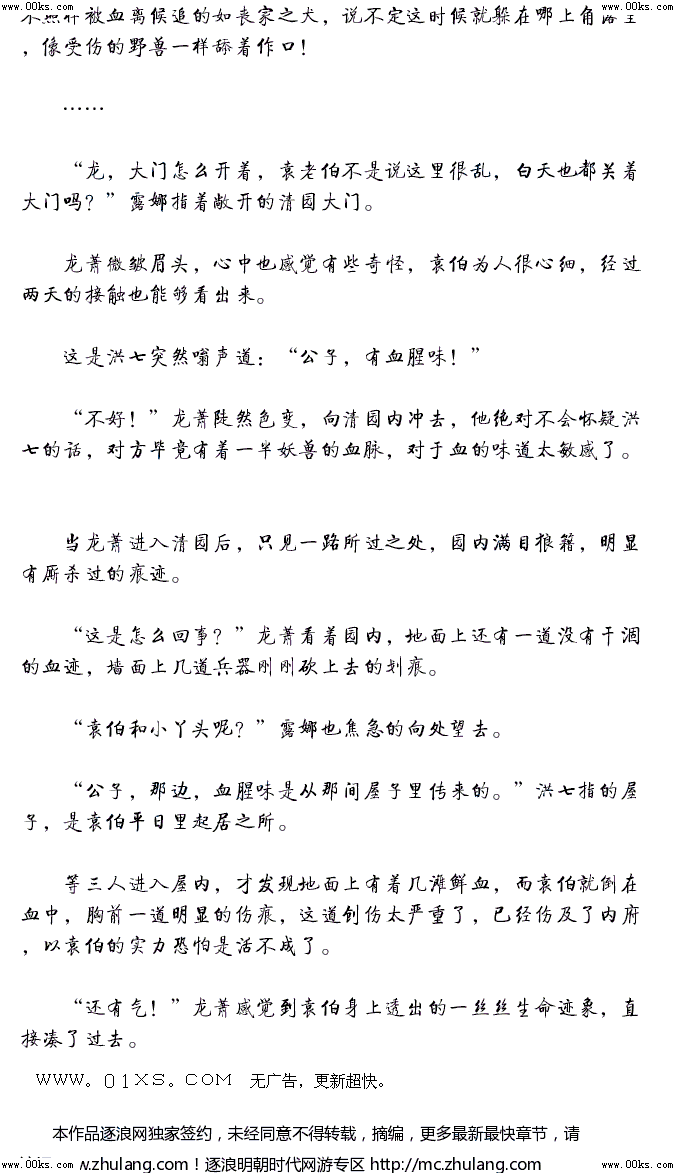 www.00ks.com www.00ks.com
被血离候追的如丧家之犬，说不定这时候就躲在哪上角落里
，像受伤的野兽一样舔着作口！
……
“龙，大门怎么开着，袁老伯不是说这里很乱，白天也都关着
大门吗？”露娜指着敞开的清园大门。
龙萧微皱眉头，心中也感觉有些奇怪，袁伯为人很心细，经过
两天的接触也能够看出来。
这是洪七突然嗡声道：“公子，有血腥味！”
“不好！”龙萧陡然色变，向清园内冲去，他绝对不会怀疑洪
七的话，对方毕竟有着一半妖兽的血脉，对于血的味道太敏感了。
当龙萧进入清园后，只见一路所过之处，园内满目狼籍，明显
有厮杀过的痕迹。
“这是怎么回事？”龙萧看着园内，地面上还有一道没有干涸
的血迹，墙面上几道兵器刚刚砍上去的划痕。
“袁伯和小丫头呢？”露娜也焦急的向处望去。
“公子，那边，血腥味是从那间屋子里传来的。”洪七指的屋
子，是袁伯平日里起居之所。
等三人进入屋内，才发现地面上有着几滩鲜血，而袁伯就倒在
血中，胸前一道明显的伤痕，这道创伤太严重了，已经伤及了内府
，以袁伯的实力恐怕是活不成了。
“还有气！”龙萧感觉到袁伯身上透出的一丝丝生命迹象，直
接凑了过去。
WWW。01XS。COM 无广告，更新超快。
本作品逐浪网独家签约，未经同意不得转载，摘编，更多最新最快章节，请
www.00ks.com w.zhulang.com！逐浪明朝时代网游专区 http://mc.zhulang.com www.00ks.com